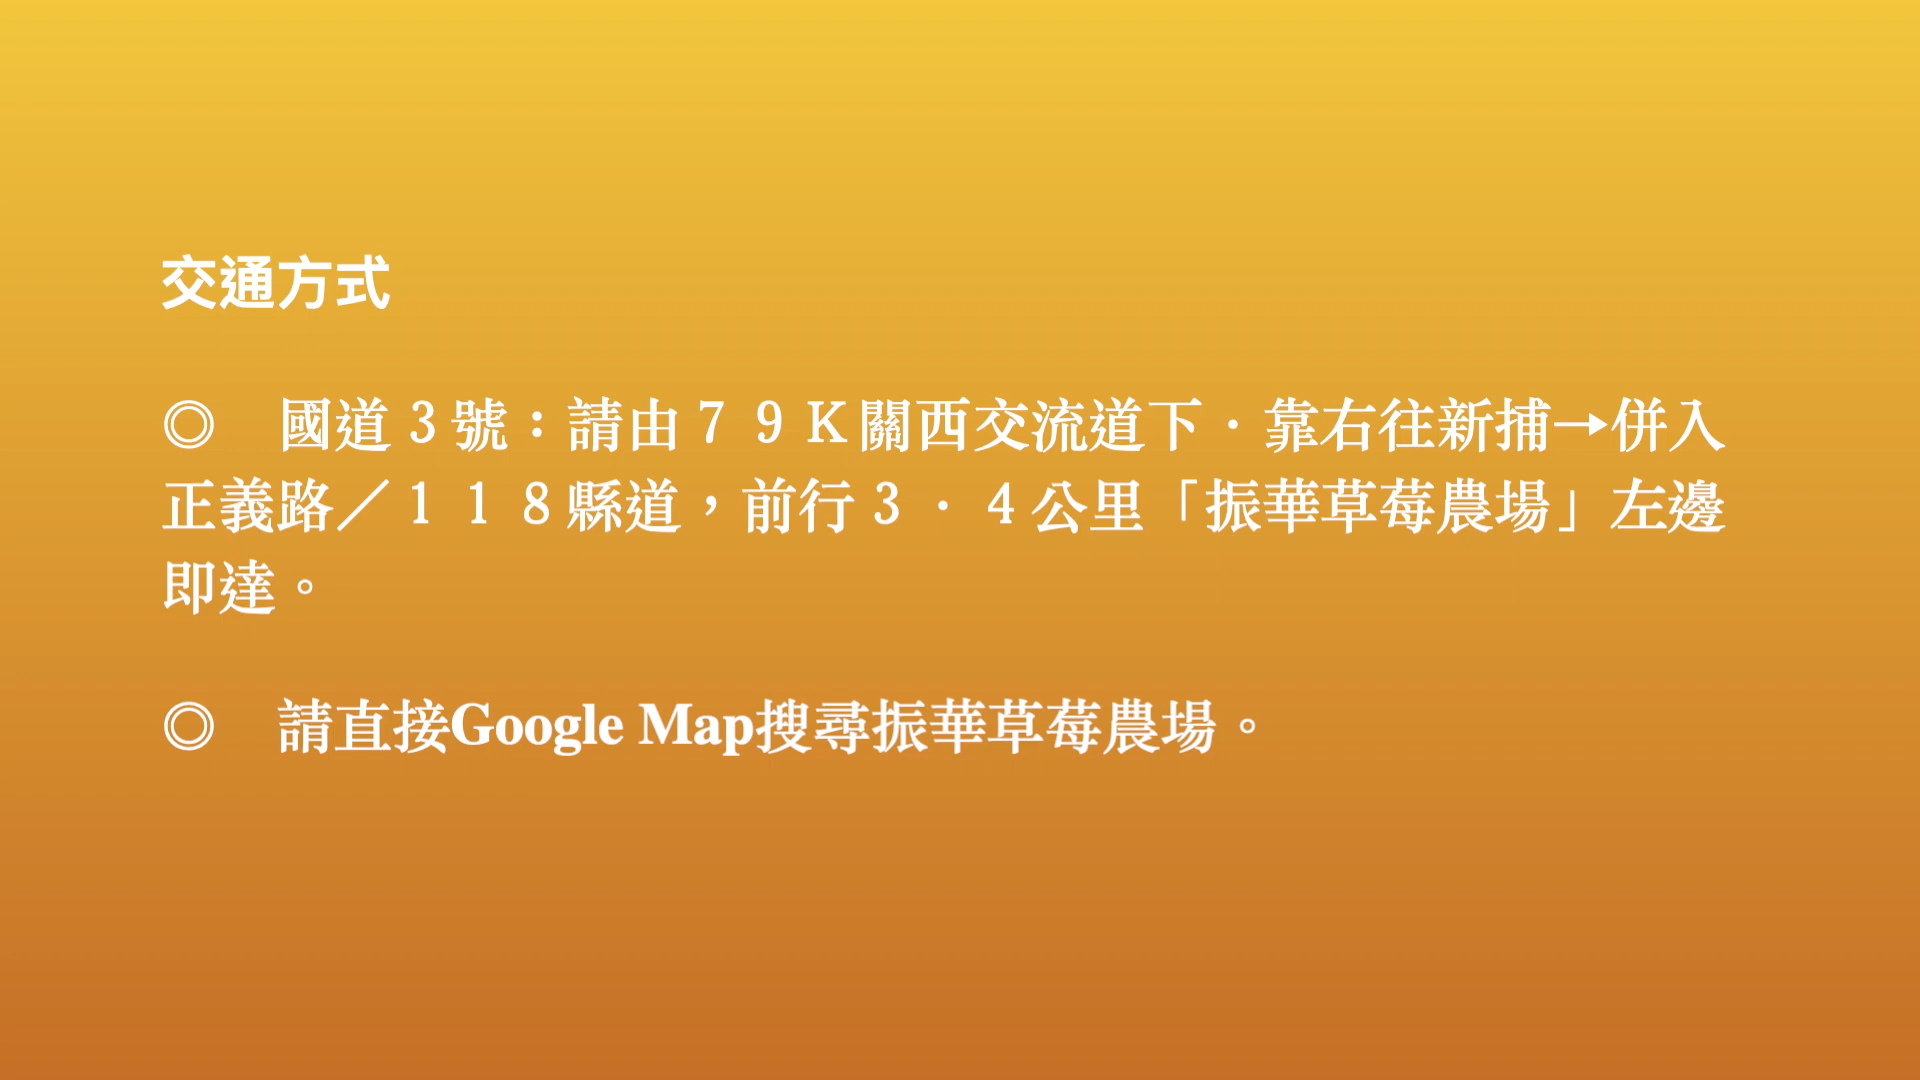 交通方式
◎　國道３號：請由７９Ｋ關西交流道下．靠右往新捕→併入
正義路／１１８縣道，前行３．４公里「振華草莓農場」左邊
即達。
◎　請直接Google Map搜尋振華草莓農場。